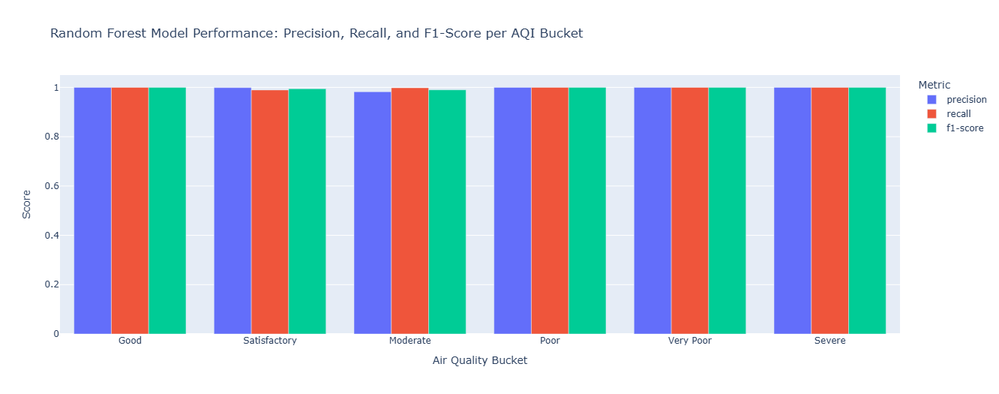 Random Forest Model Performance: Precision, Recall, and F1-Score per AQI Bucket
Metric
precision
recall
f1-score
Score
1
0.8
0.6
0.4
0.2
0
Good Satisfactory Moderate Poor Very Poor Severe
Air Quality Bucket